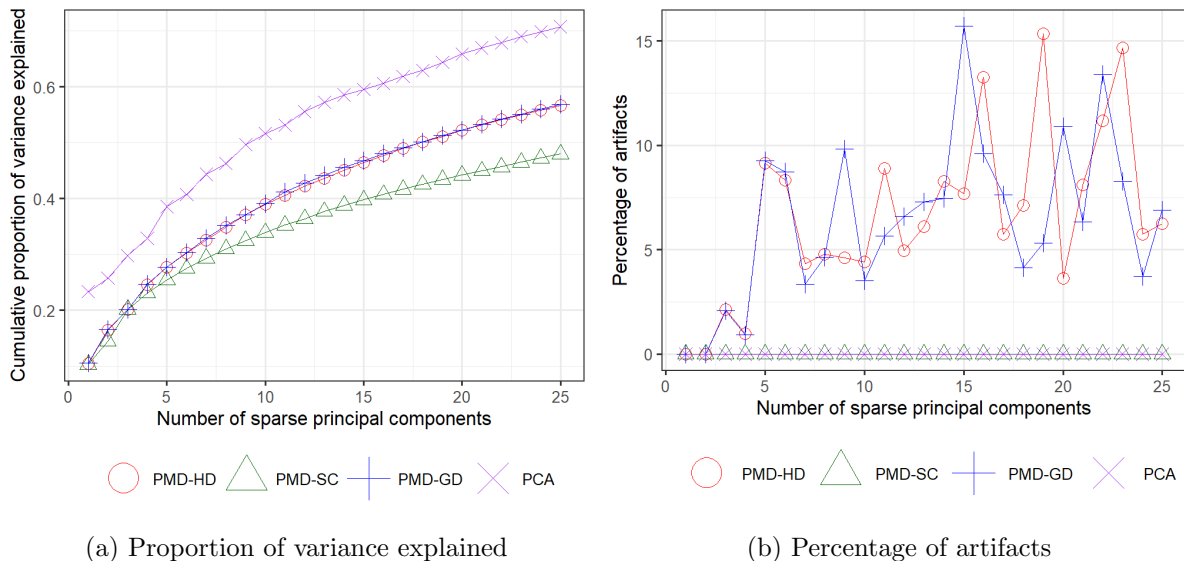 Cumulative proportion of variance explained
0.6
0.4
0.2
0 5 10 15 20 25
Number of sparse principal components
PMD-HD PMD-SC PMD-GD PCA
(a) Proportion of variance explained
Percentage of artifacts
15
10
5
0
0 5 10 15 20 25
Number of sparse principal components
PMD-HD PMD-SC PMD-GD PCA
(b) Percentage of artifacts